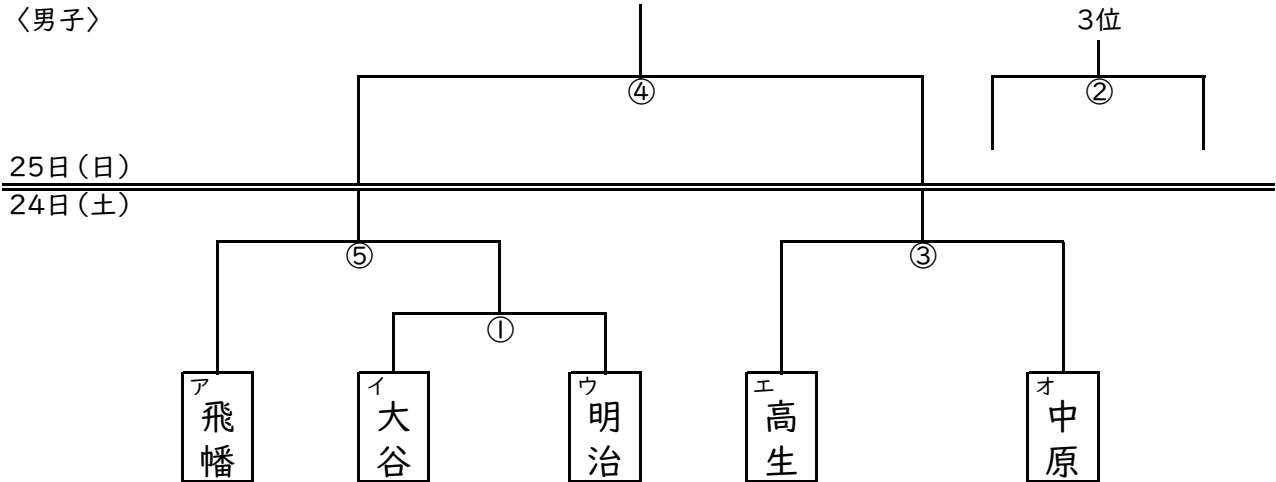 〈男子〉
3位
④
②
25日(日)
24日(土)
⑤
③
①
ア
飛幡
イ
大谷
ウ
明治
エ
高生
オ
中原